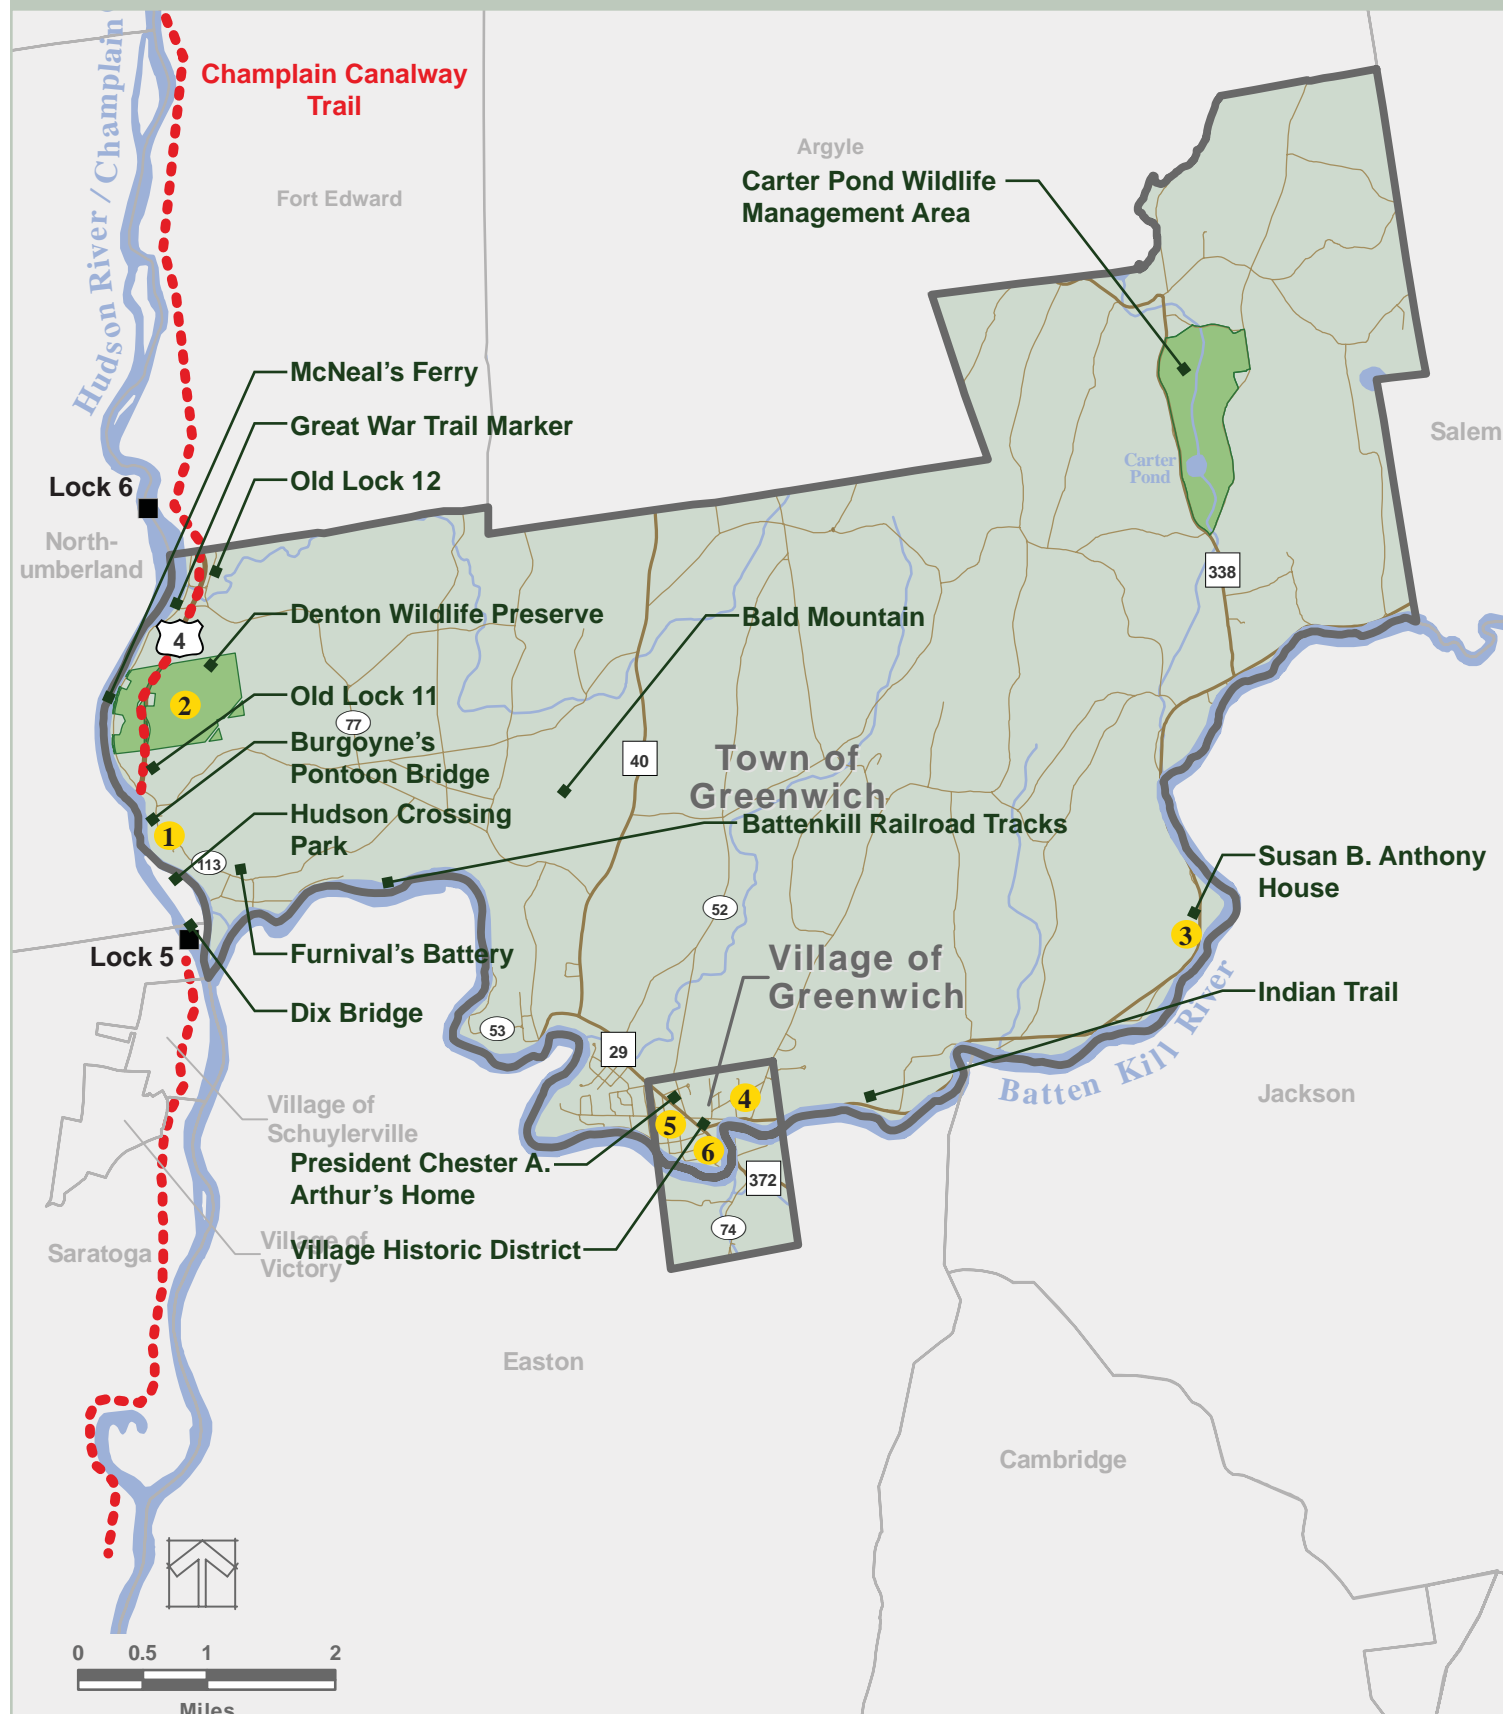 Hudson River / Champlain
Champlain Canalway
Trail
Fort Edward
Argyle
Carter Pond Wildlife
Management Area
Salem
McNeal’s Ferry
Great War Trail Marker
Old Lock 12
Lock 6
North-
umberland
Carter
Pond
338
Denton Wildlife Preserve
Bald Mountain
4
2
Old Lock 11
77
Burgoyne’s
Pontoon Bridge
40
Town of
Greenwich
Hudson Crossing
Park
Battenkill Railroad Tracks
1
113
Susan B. Anthony
House
52
3
Lock 5
Furnival’s Battery
Village of
Greenwich
Indian Trail
Dix Bridge
53
29
Batten Kill River
Jackson
Village of
Schuylerville
4
5
6
President Chester A.
Arthur’s Home
372
74
Saratoga
Village of
Victory
Village Historic District
Easton
Cambridge
0 0.5 1 2
Miles